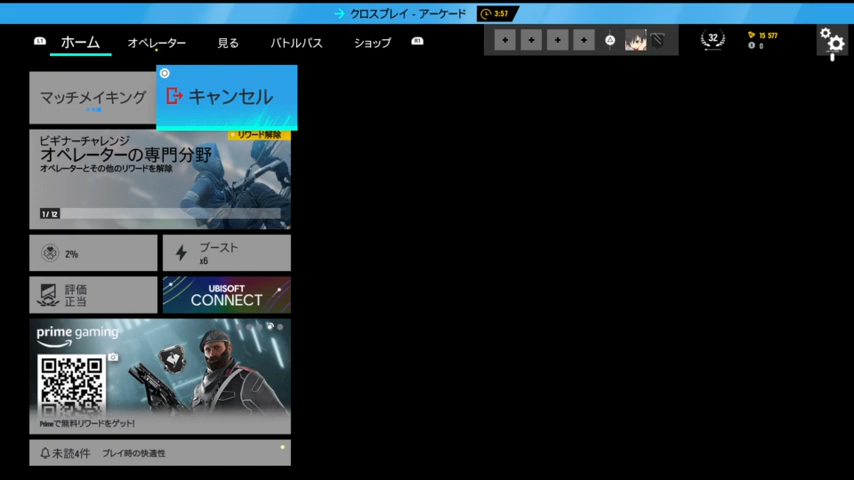 クロスプレイ - アーケード
3:57
L1
ホーム
オペレーター
見る
バトルパス
ショップ
R1
32
15 577
0
マッチメイキング
キャンセル
リワード解除
ビギナーチャレンジ
オペレーターの専門分野
オペレーターとその他のリワードを解除
1 / 12
2%
ブースト
x6
評価
正当
UBISOFT
CONNECT
prime gaming
Primeで無料リワードをゲット!
未読4件
プレイ時の快適性